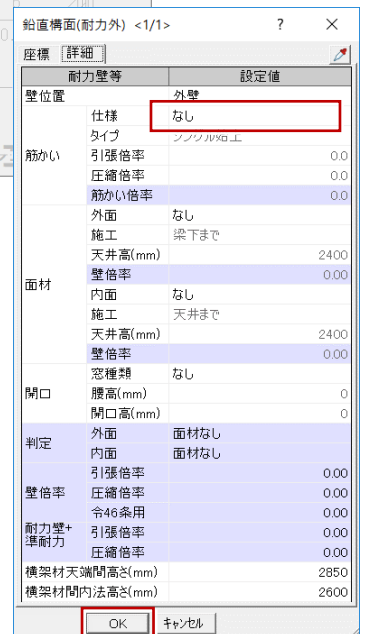 鉛直構面(耐力外) <1/1> ? ×
座標 詳細
耐力壁等 設定値
壁位置 外壁
筋かい 仕様 なし
タイプ シングル始上
引張倍率 0.0
圧縮倍率 0.0
筋かい倍率 0.0
面材 外面 なし
施工 梁下まで
天井高(mm) 2400
壁倍率 0.00
内面 なし
施工 天井まで
天井高(mm) 2400
壁倍率 0.00
開口 窓種類 なし
腰高(mm) 0
開口高(mm) 0
判定 外面 面材なし
内面 面材なし
壁倍率 引張倍率 0.00
圧縮倍率 0.00
令46条用 0.00
耐力壁+
準耐力 引張倍率 0.00
圧縮倍率 0.00
横架材天端間高さ(mm) 2850
横架材間内法高さ(mm) 2600
OK キャンセル